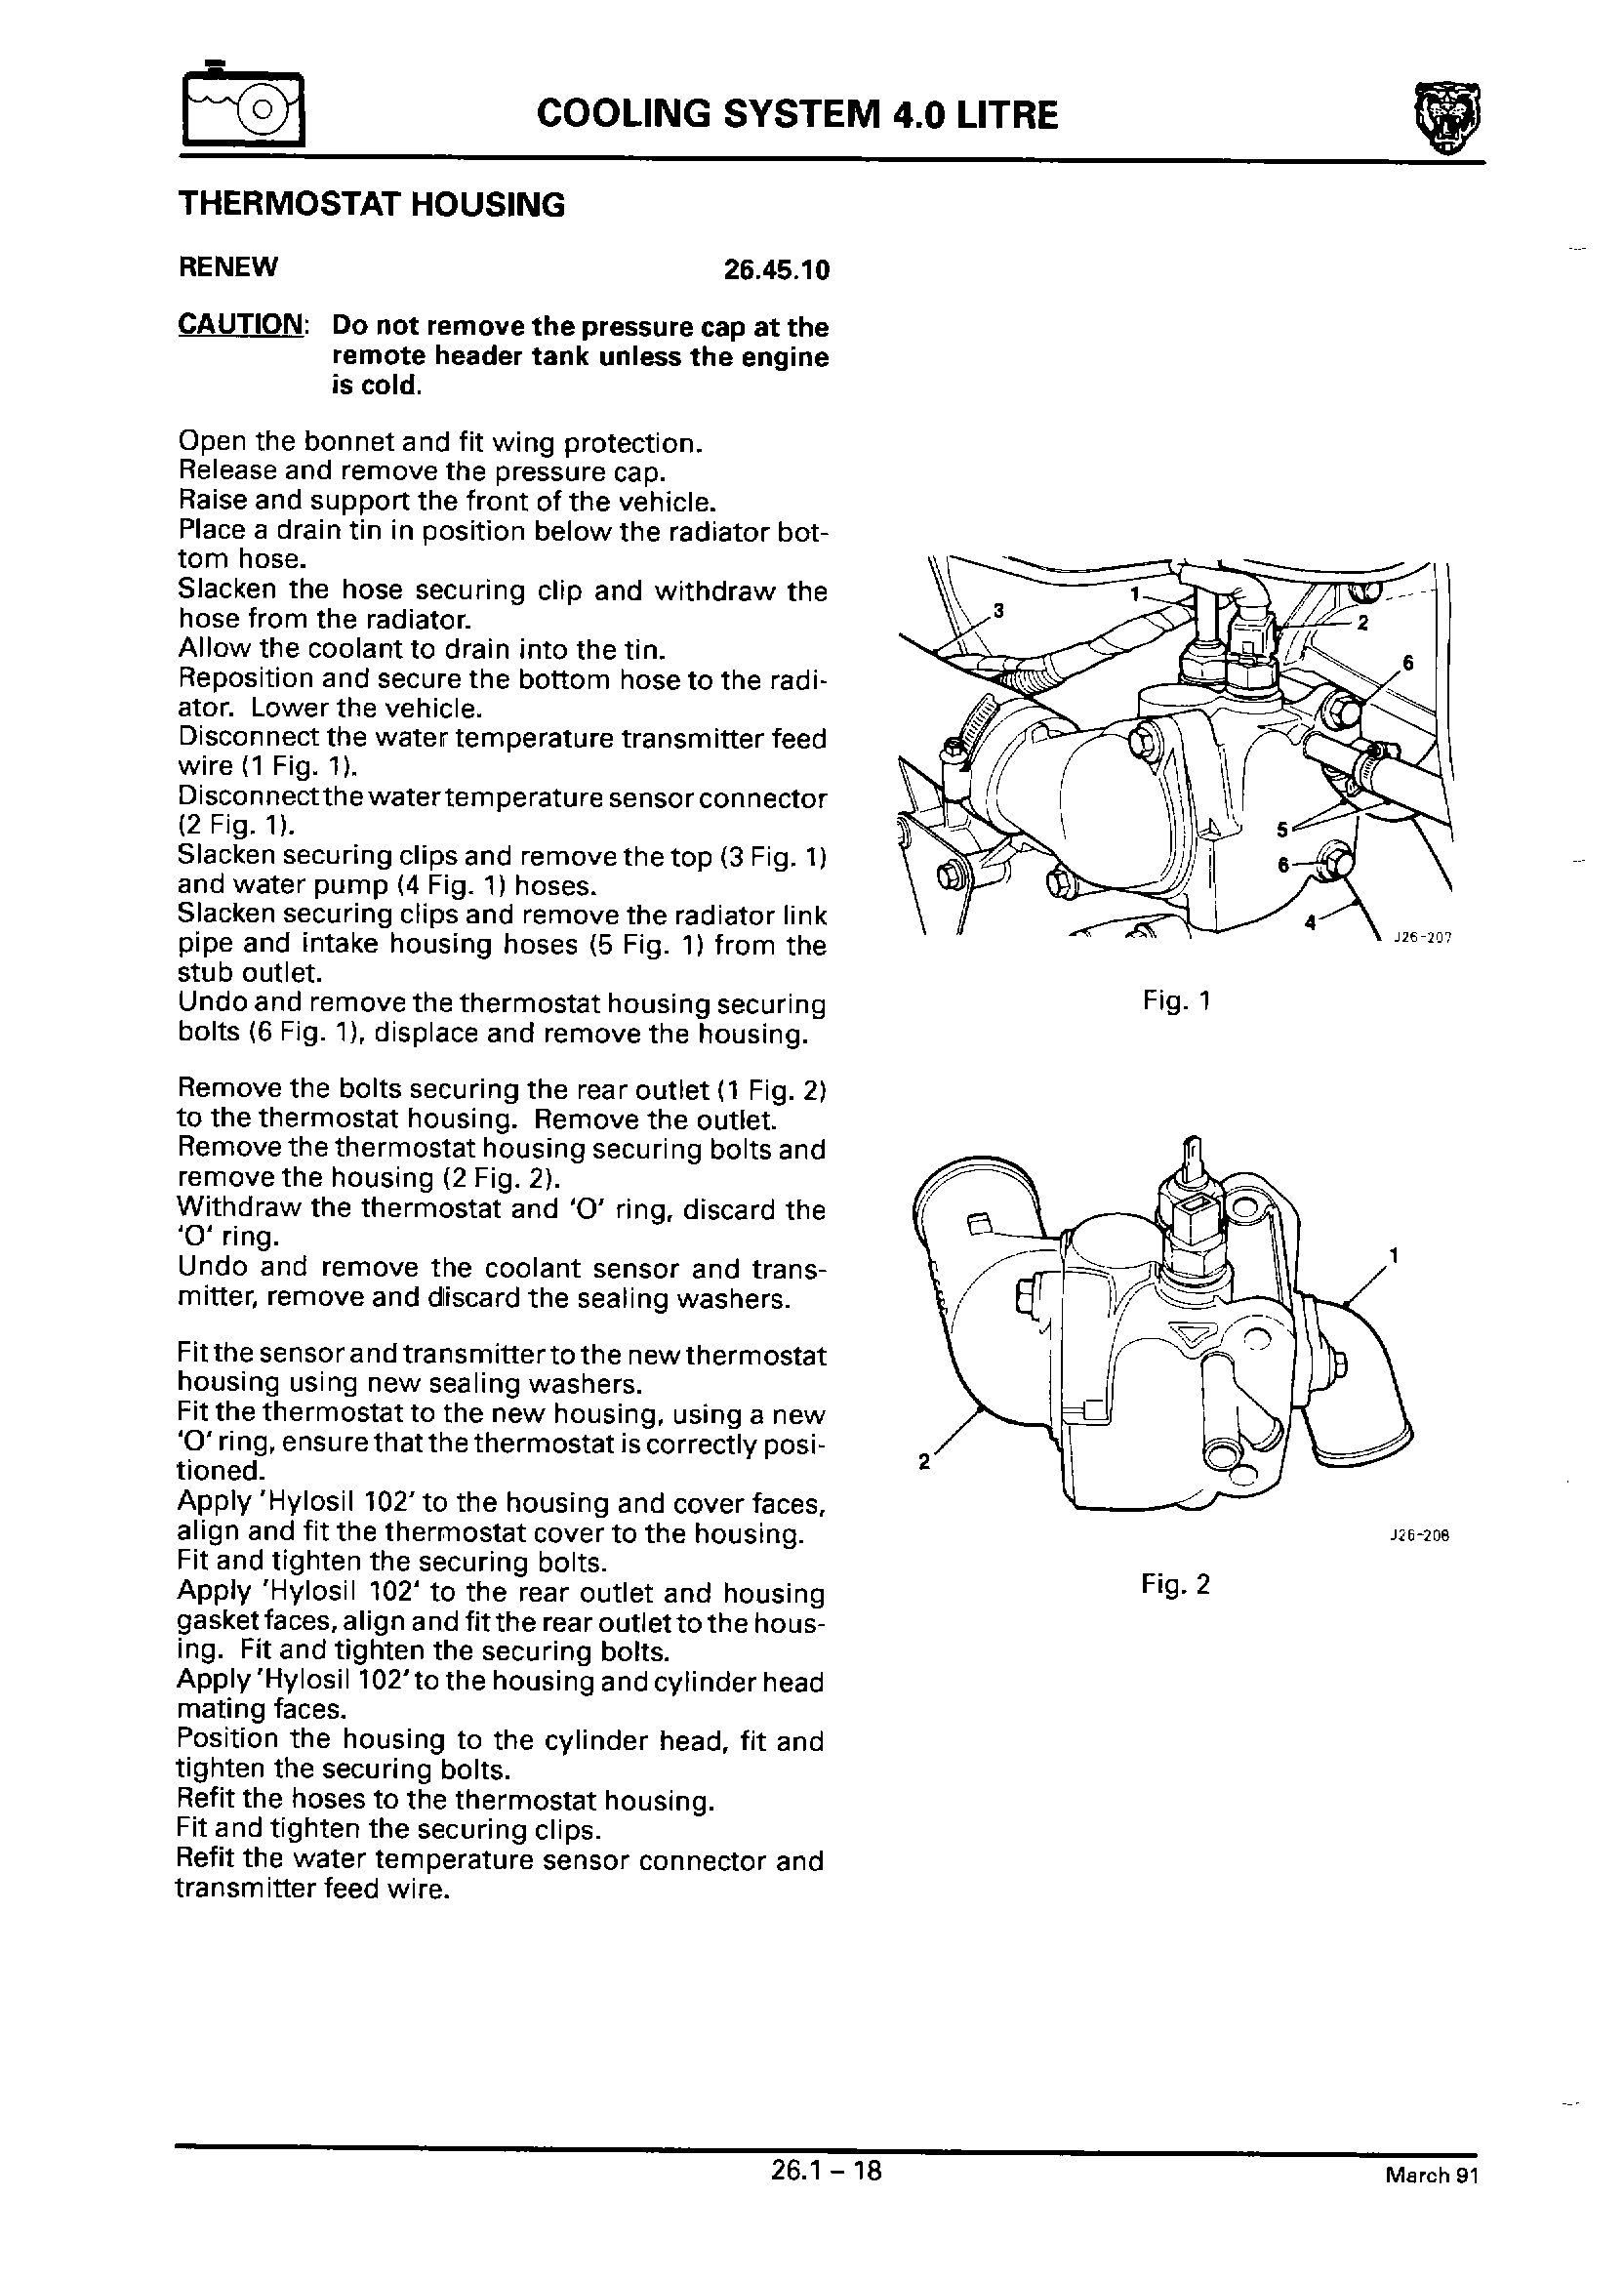 COOLING SYSTEM 4.0 LITRE
THERMOSTAT HOUSING
RENEW 26.45.10
CAUTION: Do not remove the pressure cap at the
remote header tank unless the engine
is cold.
Open the bonnet and fit wing protection.
Release and remove the pressure cap.
Raise and support the front of the vehicle.
Place a drain tin in position below the radiator bot-
tom hose.
Slacken the hose securing clip and withdraw the
hose from the radiator.
Allow the coolant to drain into the tin.
Reposition and secure the bottom hose to the radi-
ator. Lower the vehicle.
Disconnect the water temperature transmitter feed
wire (1 Fig. 1).
Disconnect the water temperature sensor connector
(2 Fig. 1).
Slacken securing clips and remove the top (3 Fig. 1)
and water pump (4 Fig. 1) hoses.
Slacken securing clips and remove the radiator link
pipe and intake housing hoses (5 Fig. 1) from the
stub outlet.
Undo and remove the thermostat housing securing
bolts (6 Fig. 1), displace and remove the housing.
Remove the bolts securing the rear outlet (1 Fig. 2)
to the thermostat housing. Remove the outlet.
Remove the thermostat housing securing bolts and
remove the housing (2 Fig. 2).
Withdraw the thermostat and 'O' ring, discard the
'O' ring.
Undo and remove the coolant sensor and trans-
mitter, remove and discard the sealing washers.
Fit the sensor and transmitter to the new thermostat
housing using new sealing washers.
Fit the thermostat to the new housing, using a new
'O' ring, ensure that the thermostat is correctly posi-
tioned.
Apply 'Hylosil 102' to the housing and cover faces,
align and fit the thermostat cover to the housing.
Fit and tighten the securing bolts.
Apply 'Hylosil 102' to the rear outlet and housing
gasket faces, align and fit the rear outlet to the hous-
ing. Fit and tighten the securing bolts.
Apply 'Hylosil 102' to the housing and cylinder head
mating faces.
Position the housing to the cylinder head, fit and
tighten the securing bolts.
Refit the hoses to the thermostat housing.
Fit and tighten the securing clips.
Refit the water temperature sensor connector and
transmitter feed wire.
1
3
2
6
5
6
4
J26-207
Fig. 1
1
2
J26-208
Fig. 2
26.1 – 18
March 91